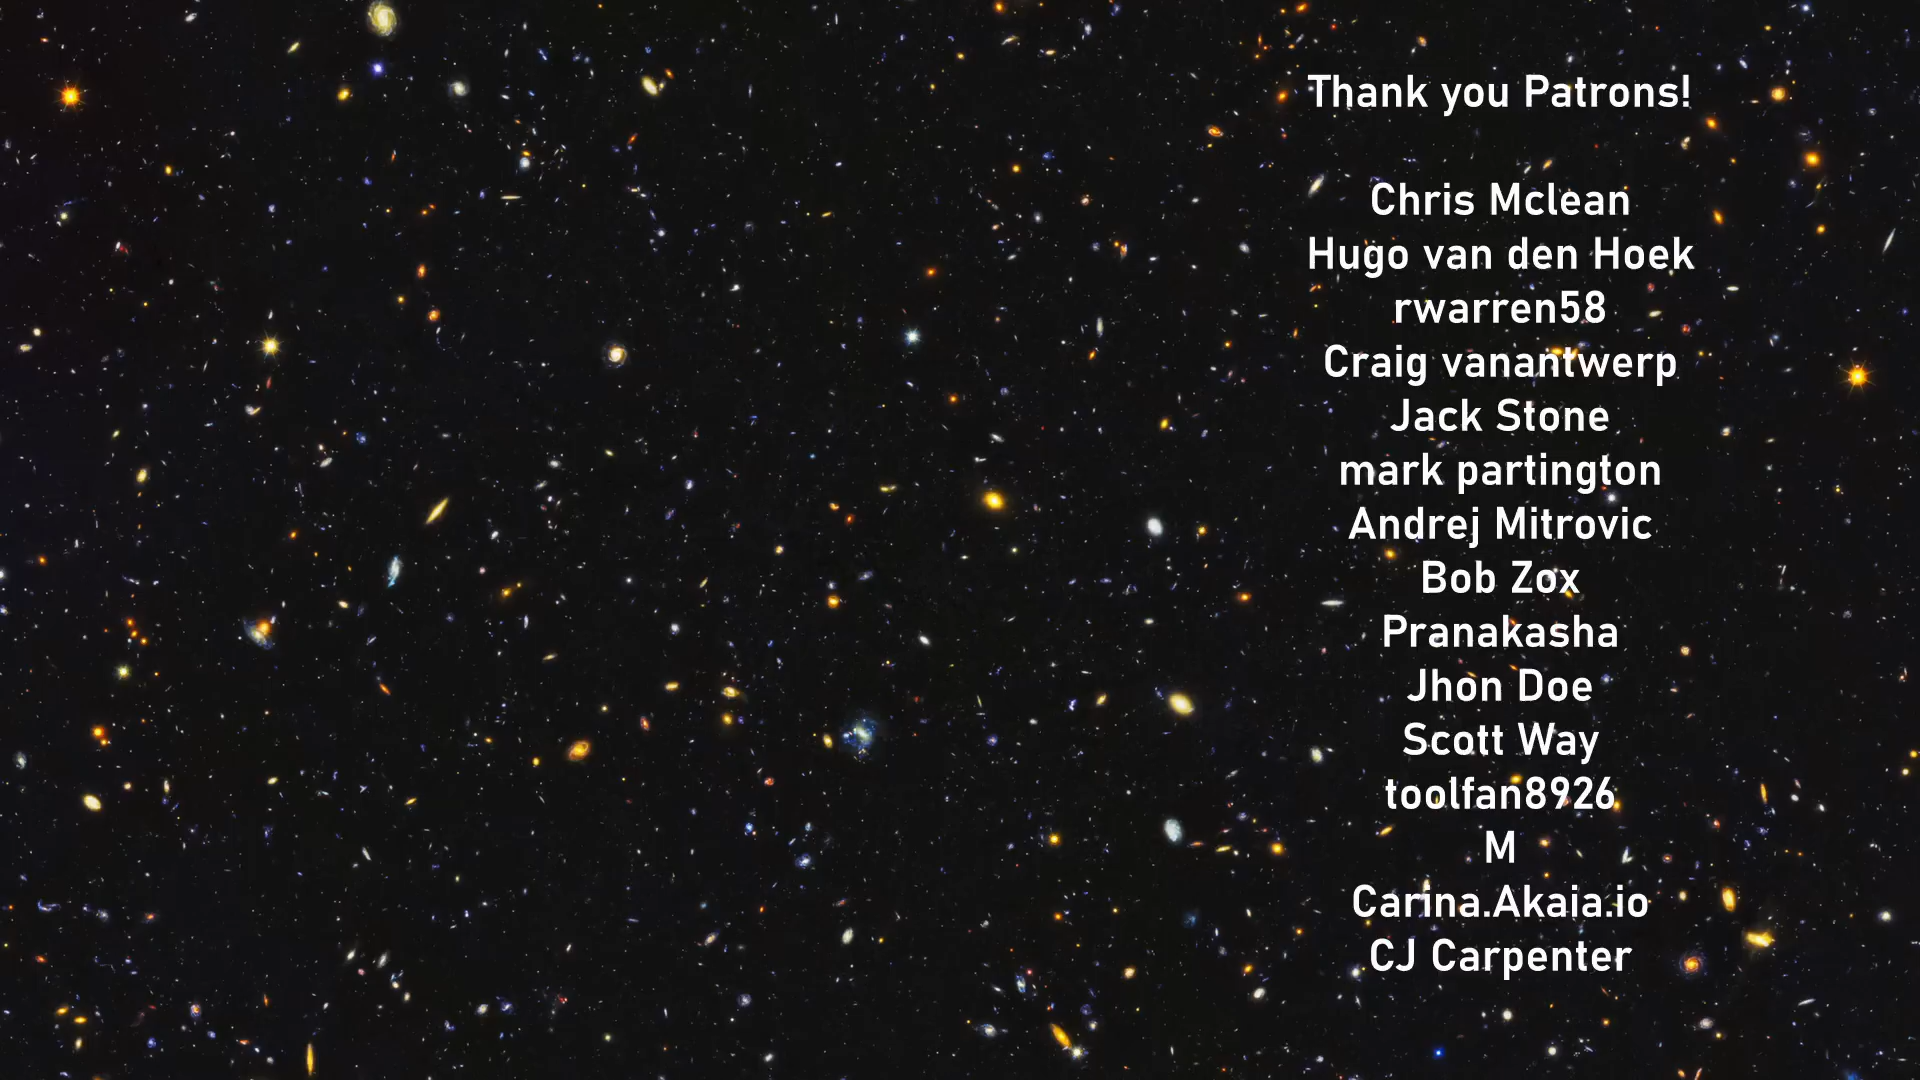 Thank you Patrons!
Chris Mclean
Hugo van den Hoek
rwarren58
Craig vanantwerp
Jack Stone
mark partington
Andrej Mitrovic
Bob Zox
Pranakasha
Jhon Doe
Scott Way
toolfan8926
M
Carina.Akaia.io
CJ Carpenter